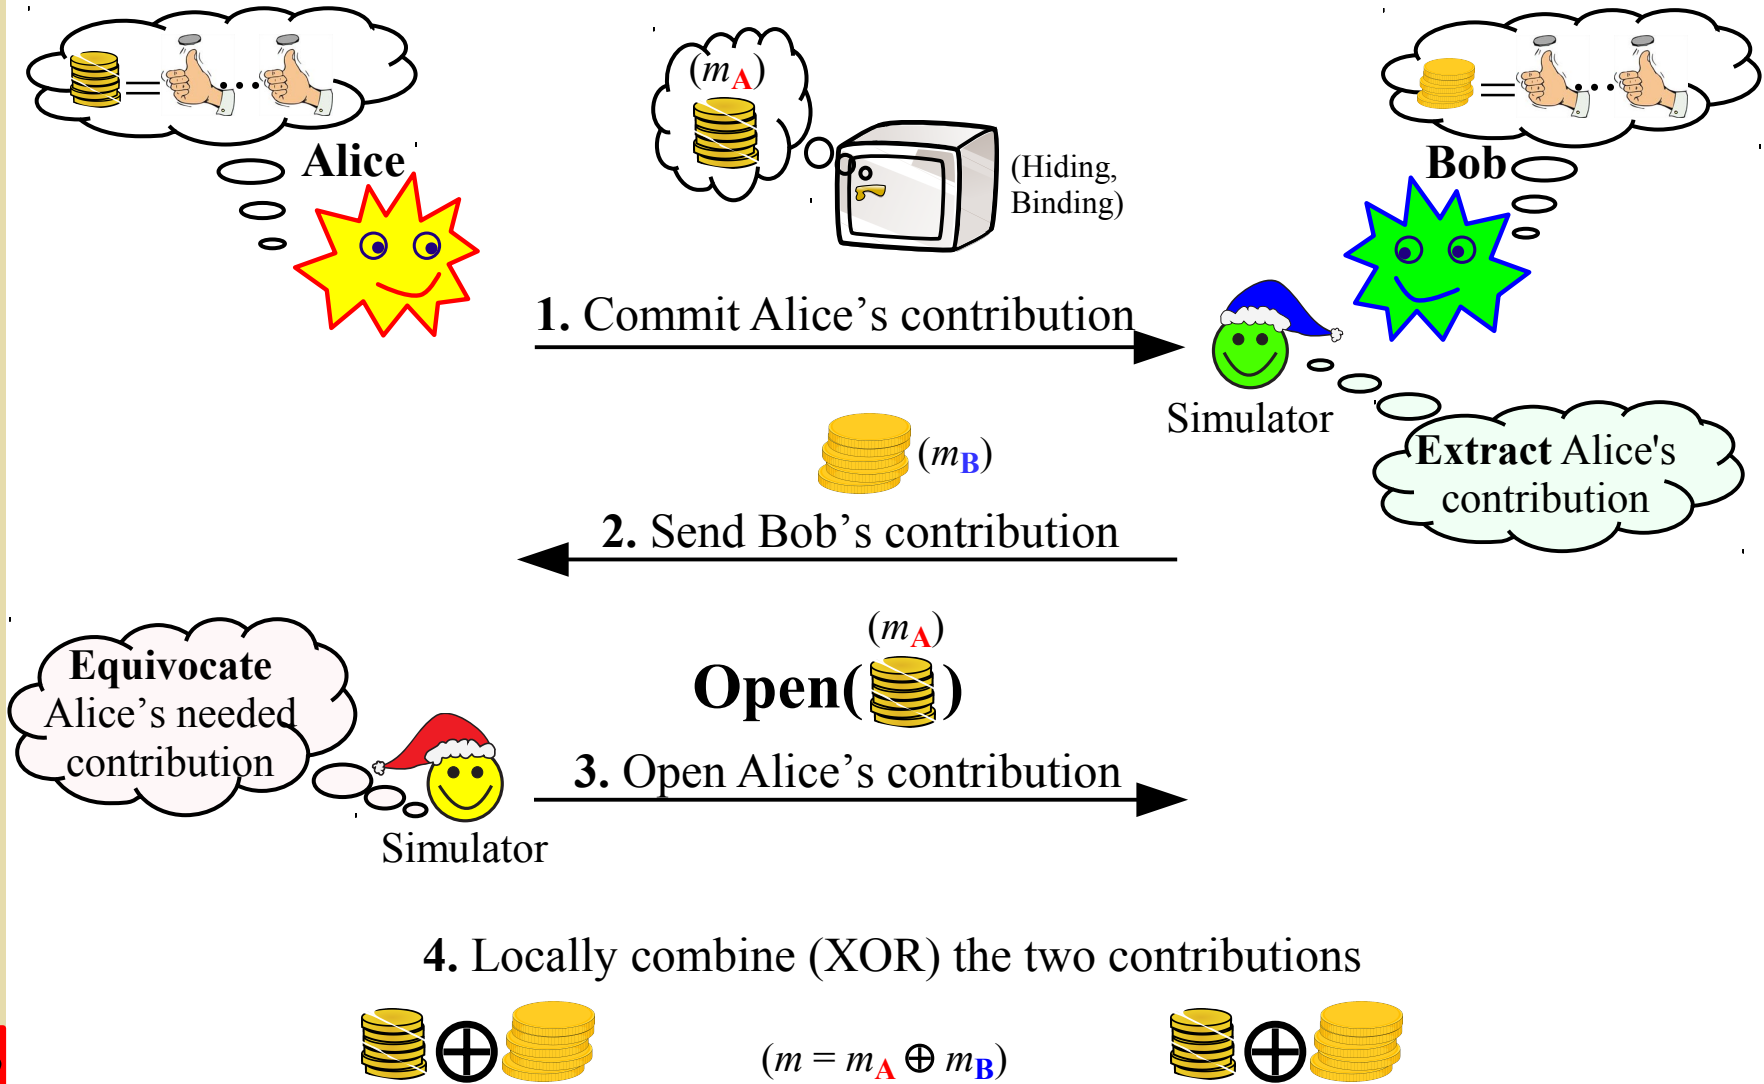 Alice
(mA)
(Hiding,
Binding)
Bob
1. Commit Alice’s contribution
Simulator
Extract Alice's
contribution
(mB)
2. Send Bob’s contribution
Equivocate
Alice’s needed
contribution
Simulator
(mA)
Open( )
3. Open Alice’s contribution
4. Locally combine (XOR) the two contributions
⊕
(m = mA ⊕ mB)
⊕